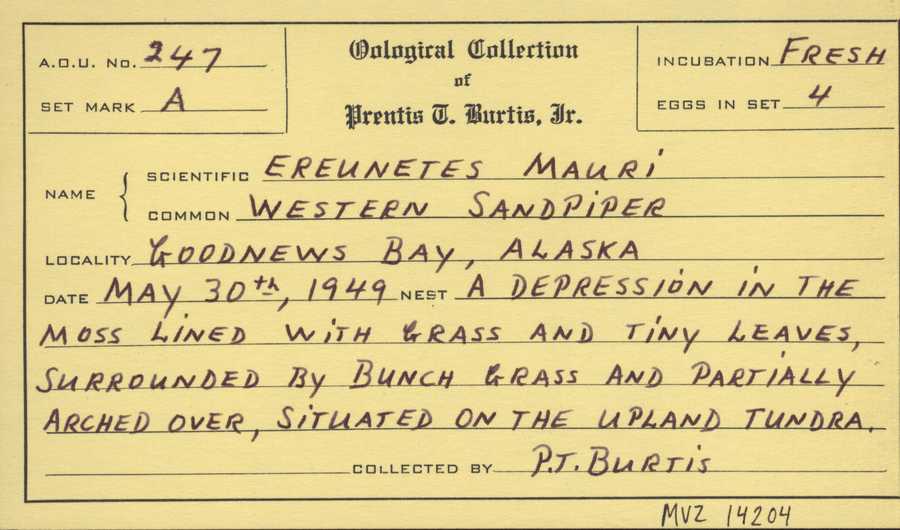 A.O.U. No. 247
SET MARK A
Oological Collection
of
Prentis T. Burtis, Jr.
INCUBATION FRESH
EGGS IN SET 4
NAME { SCIENTIFIC EREUNETES MAURI
COMMON WESTERN SANDPIPER
LOCALITY GOODNEWS BAY, ALASKA
DATE MAY 30th, 1949 NEST A DEPRESSION IN THE
MOSS LINED WITH GRASS AND TINY LEAVES,
SURROUNDED BY BUNCH GRASS AND PARTIALLY
ARCHED OVER, SITUATED ON THE UPLAND TUNDRA.
COLLECTED BY P.T. BURTIS
MVZ 14204